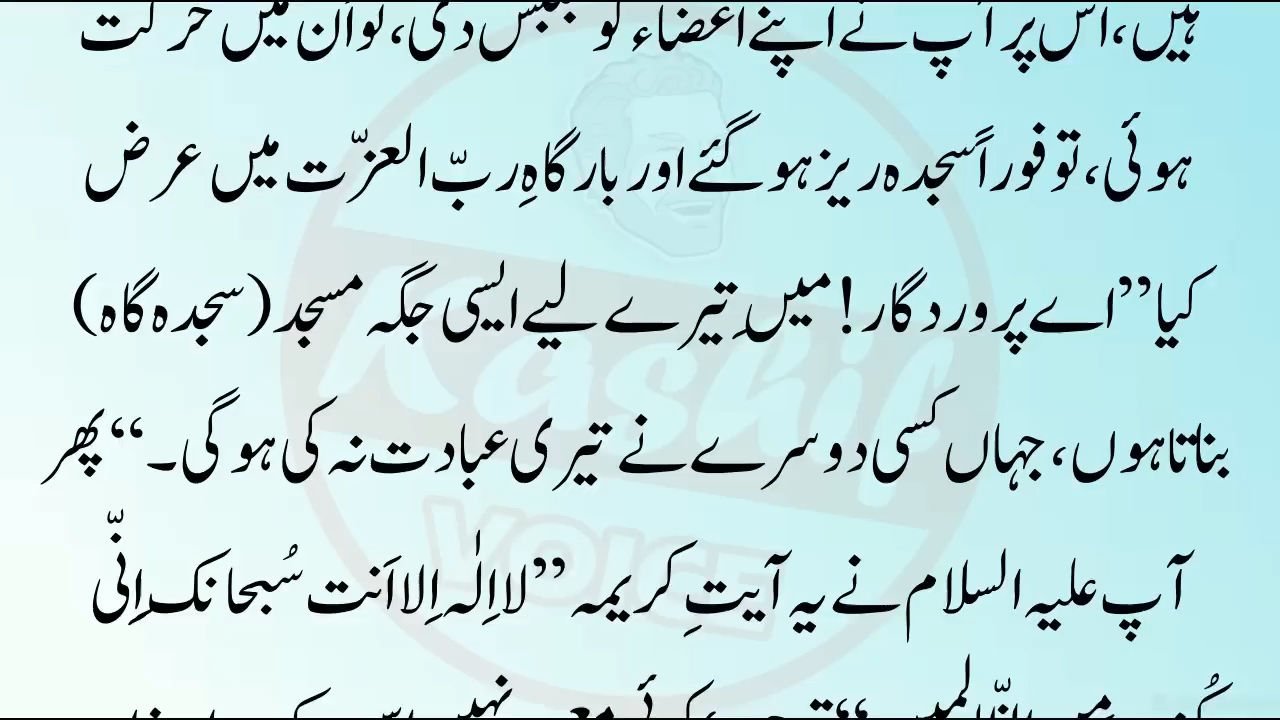 ہیں، اس پر آپ نے اپنے اعضاء کو جنبش دی، تو اُن میں حرکت
ہوئی، تو فوراً سجدہ ریز ہو گئے اور بارگاہِ ربّ العزّت میں عرض
کیا ”اے پروردگار! میں تیرے لیے ایسی جگہ مسجد (سجدہ گاہ)
بناتا ہوں، جہاں کسی دوسرے نے تیری عبادت نہ کی ہو گی۔“ پھر
آپ علیہ السلام نے یہ آیتِ کریمہ ”لا اِلٰہ اِلا اَنت سُبحانک اِنّی
Kashif
VOICE